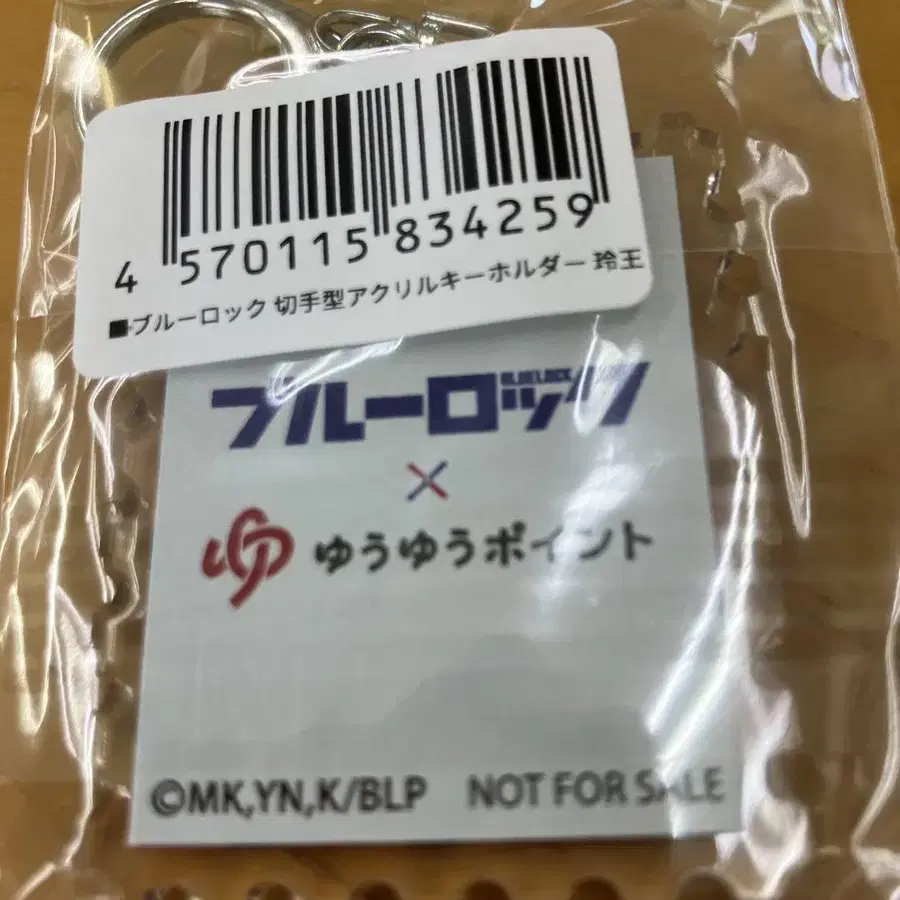 4 570115 834259
■ブルーロック 切手型アクリルキーホルダー 玲王
ブルーロック
×
ゆ ゆうゆうポイント
©MK,YN,K/BLP NOT FOR SALE